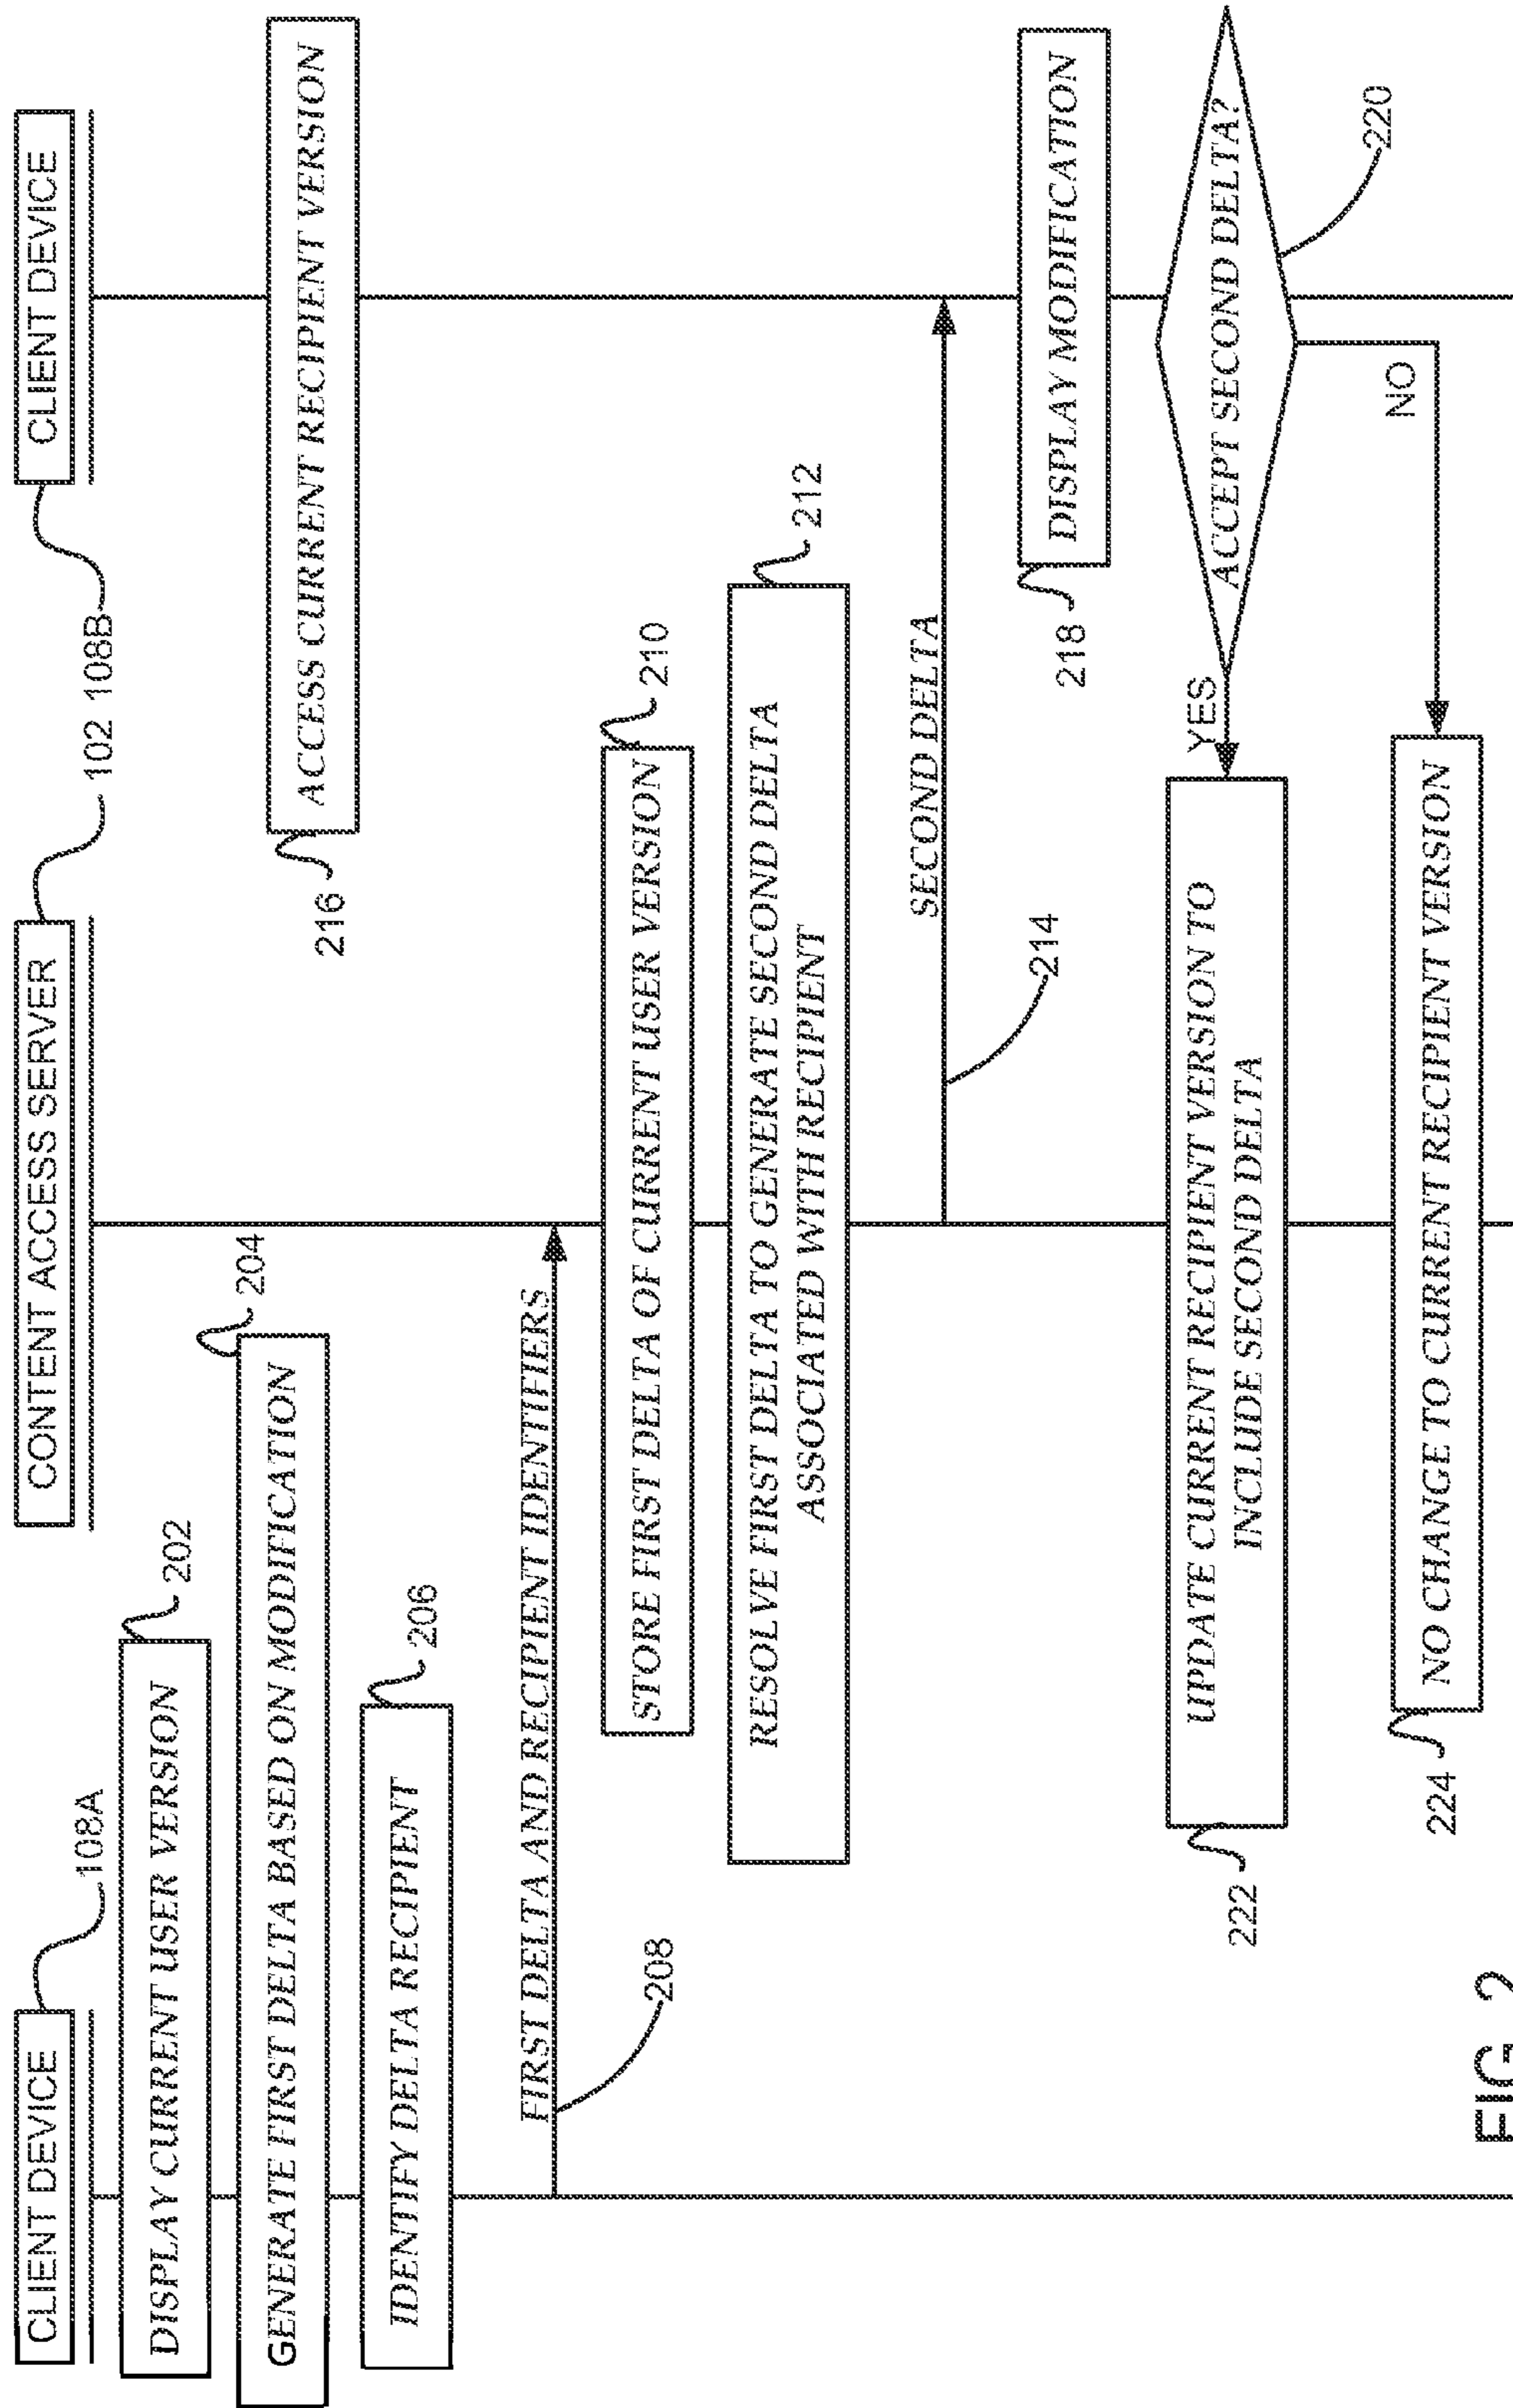 CLIENT DEVICE
108A
CONTENT ACCESS SERVER
102
108B
CLIENT DEVICE
DISPLAY CURRENT USER VERSION
202
GENERATE FIRST DELTA BASED ON MODIFICATION
204
216
ACCESS CURRENT RECIPIENT VERSION
IDENTIFY DELTA RECIPIENT
206
FIRST DELTA AND RECIPIENT IDENTIFIERS
208
STORE FIRST DELTA OF CURRENT USER VERSION
210
RESOLVE FIRST DELTA TO GENERATE SECOND DELTA
ASSOCIATED WITH RECIPIENT
212
SECOND DELTA
214
218
DISPLAY MODIFICATION
222
UPDATE CURRENT RECIPIENT VERSION TO
INCLUDE SECOND DELTA
YES
ACCEPT SECOND DELTA?
220
NO
224
NO CHANGE TO CURRENT RECIPIENT VERSION
FIG. 2